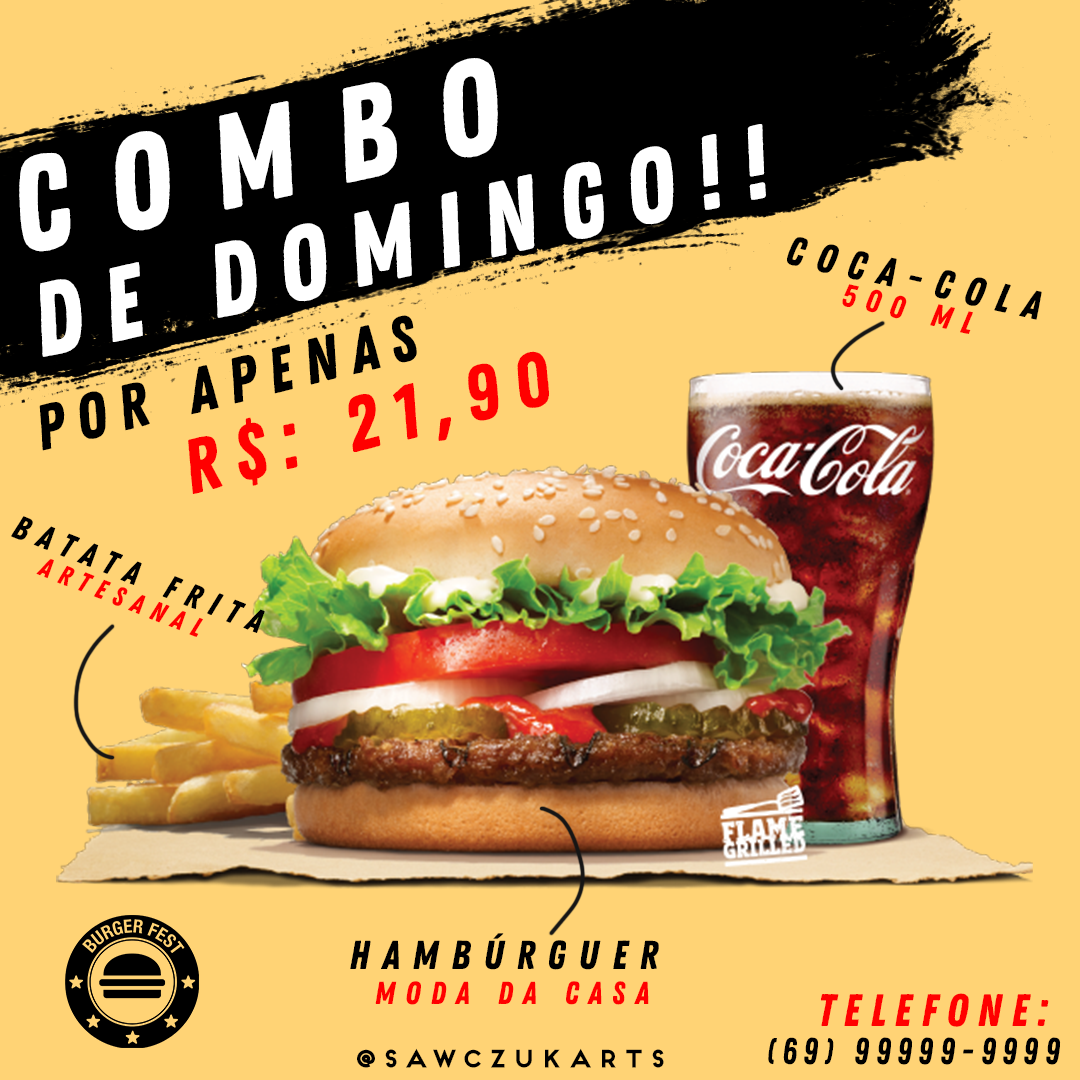 COMBO
DE DOMINGO!!
POR APENAS
R$: 21,90
COCA-COLA
500 ML
Coca-Cola
BATATA FRITA
ARTESANAL
FLAME
GRILLED
HAMBÚRGUER
MODA DA CASA
BURGER FEST
TELEFONE:
(69) 99999-9999
@SAWCZUKARTS